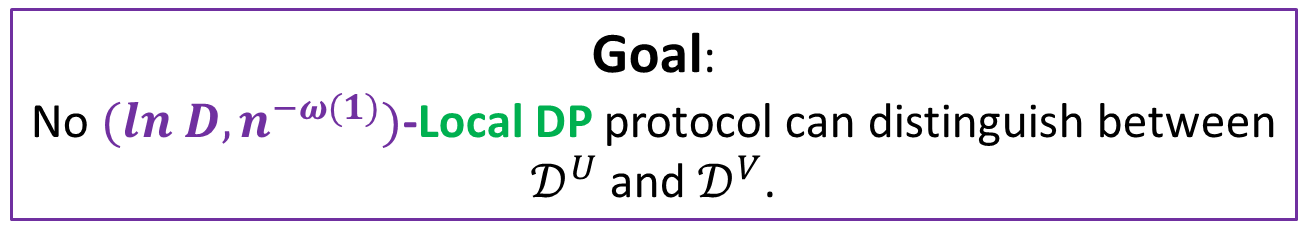 Goal:
No (ln D, n^{-ω(1)})-Local DP protocol can distinguish between
𝒟^U and 𝒟^V.